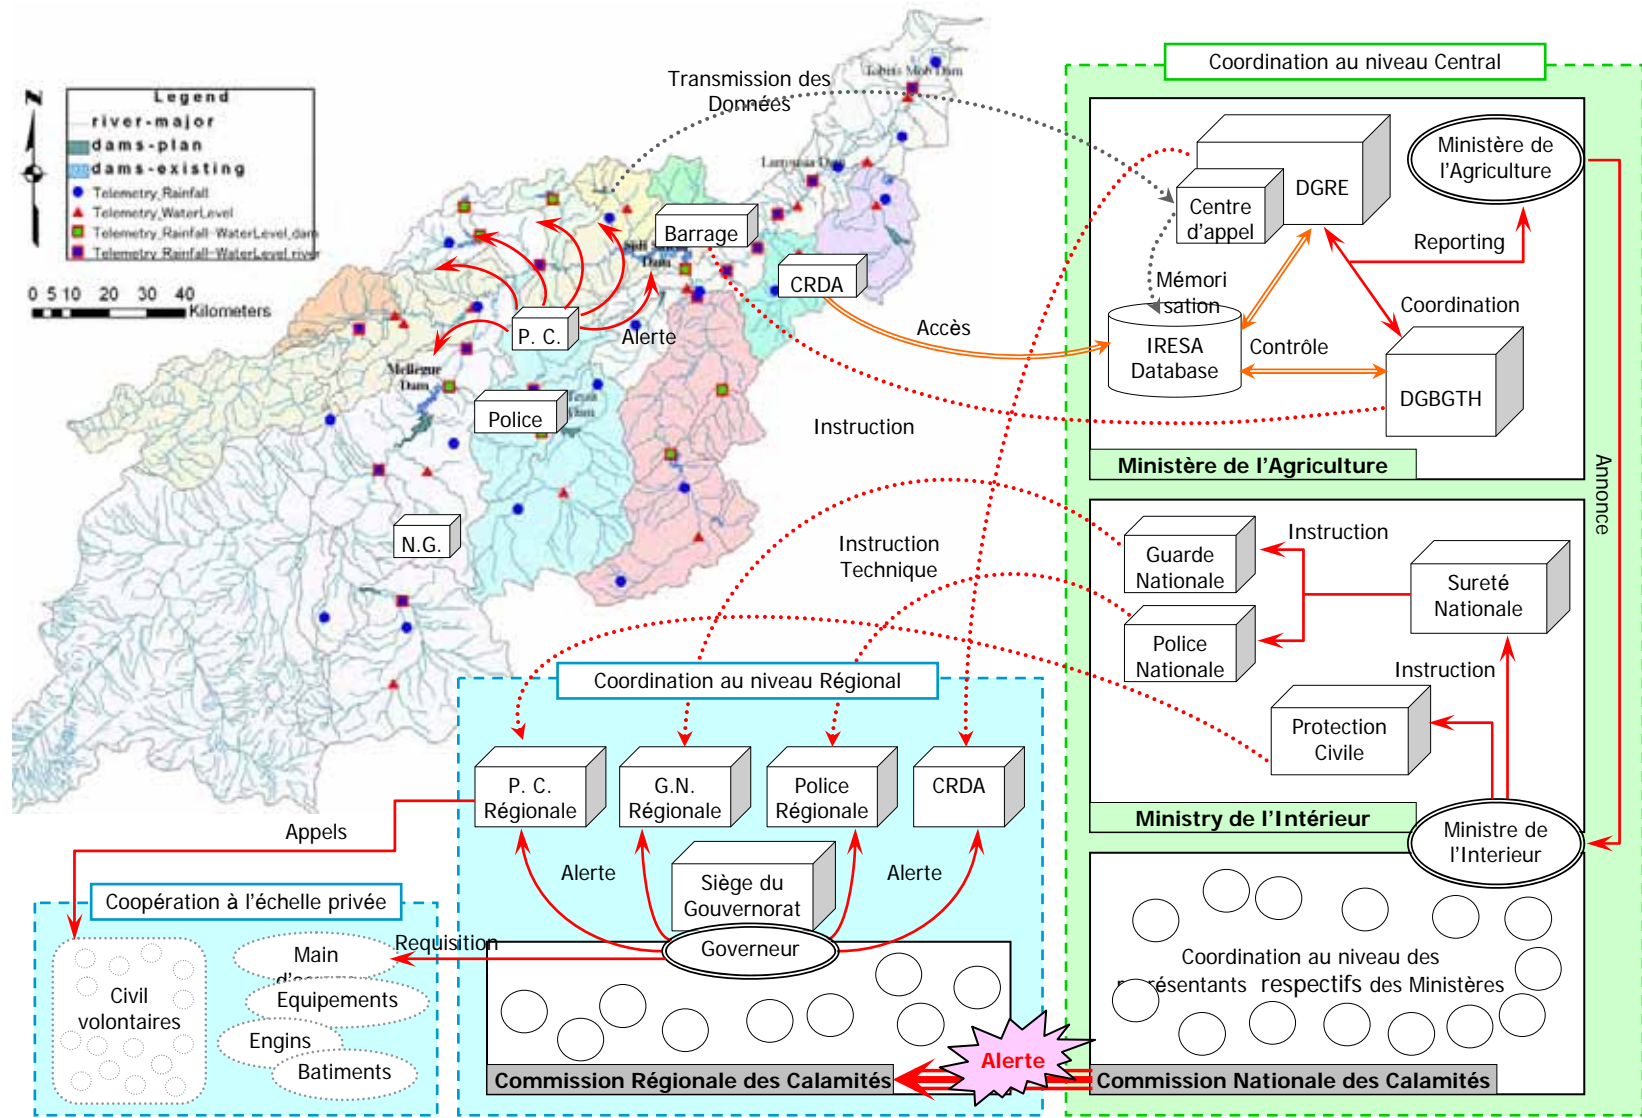 Coordination au niveau Central
Transmission des
Données
N
Legend
river-major
dams-plan
dams-existing
Telemetry_Rainfall
Telemetry_WaterLevel
Telemetry_Rainfall-WaterLevel_dam
Telemetry_Rainfall-WaterLevel_river
0 5 10 20 30 40
Kilometers
Barrage
Dam
CRDA
P. C.
Alerte
Mellegue
Dam
Police
N.G.
Accès
Instruction
Instruction
Technique
DGRE
Centre
d'appel
Ministère de
l'Agriculture
Reporting
Mémori
sation
Coordination
IRESA
Database
Contrôle
DGBGTH
Ministère de l'Agriculture
Annonce
Guarde
Nationale
Instruction
Sureté
Nationale
Police
Nationale
Instruction
Protection
Civile
Ministry de l'Intérieur
Ministre de
l'Interieur
Coordination au niveau Régional
P. C.
Régionale
G.N.
Régionale
Police
Régionale
CRDA
Appels
Alerte
Alerte
Siège du
Gouvernorat
Governeur
Requisition
Coopération à l'échelle privée
Civil
volontaires
Main
Equipements
Engins
Batiments
Coordination au niveau des
respectifs des Ministères
Alerte
Commission Régionale des Calamités
Commission Nationale des Calamités